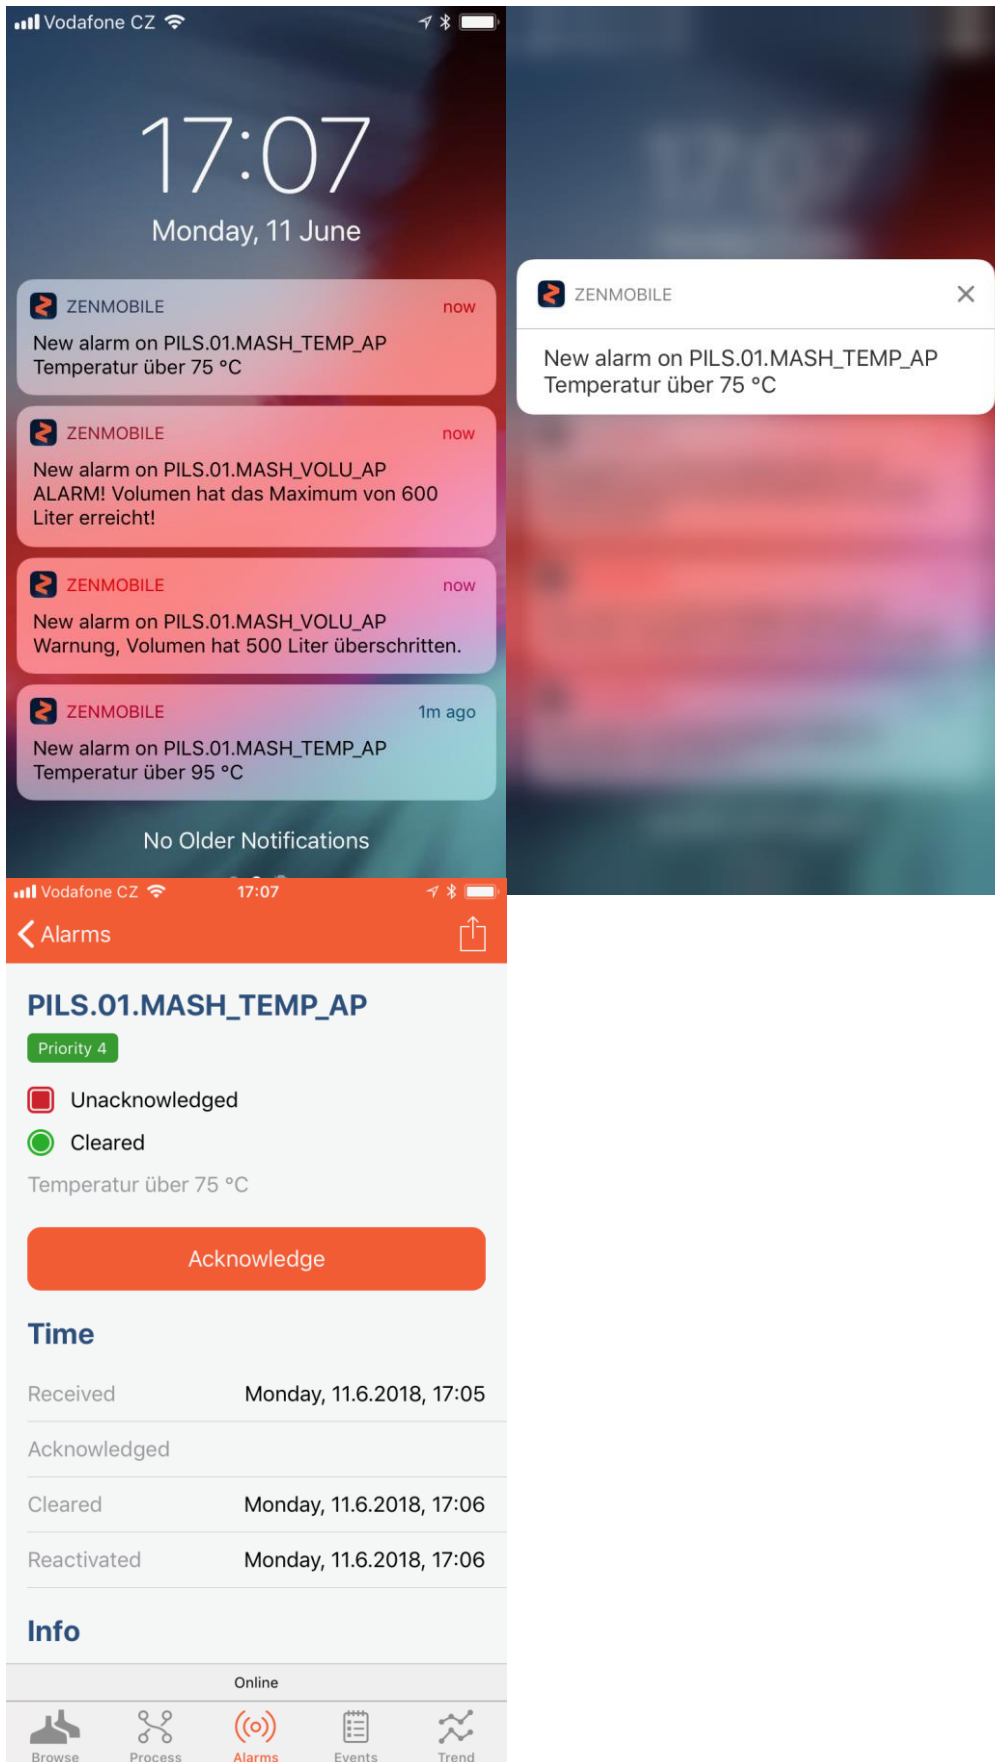 Vodafone CZ
17:07
Monday, 11 June
ZENMOBILE now
New alarm on PILS.01.MASH_TEMP_AP
Temperatur über 75 °C
ZENMOBILE now
New alarm on PILS.01.MASH_VOLU_AP
ALARM! Volumen hat das Maximum von 600
Liter erreicht!
ZENMOBILE now
New alarm on PILS.01.MASH_VOLU_AP
Warnung, Volumen hat 500 Liter überschritten.
ZENMOBILE 1m ago
New alarm on PILS.01.MASH_TEMP_AP
Temperatur über 95 °C
No Older Notifications
17:07
ZENMOBILE
New alarm on PILS.01.MASH_TEMP_AP
Temperatur über 75 °C
Vodafone CZ 17:07
Alarms
PILS.01.MASH_TEMP_AP
Priority 4
Unacknowledged
Cleared
Temperatur über 75 °C
Acknowledge
Time
Received Monday, 11.6.2018, 17:05
Acknowledged
Cleared Monday, 11.6.2018, 17:06
Reactivated Monday, 11.6.2018, 17:06
Info
Online
Browse Process Alarms Events Trend